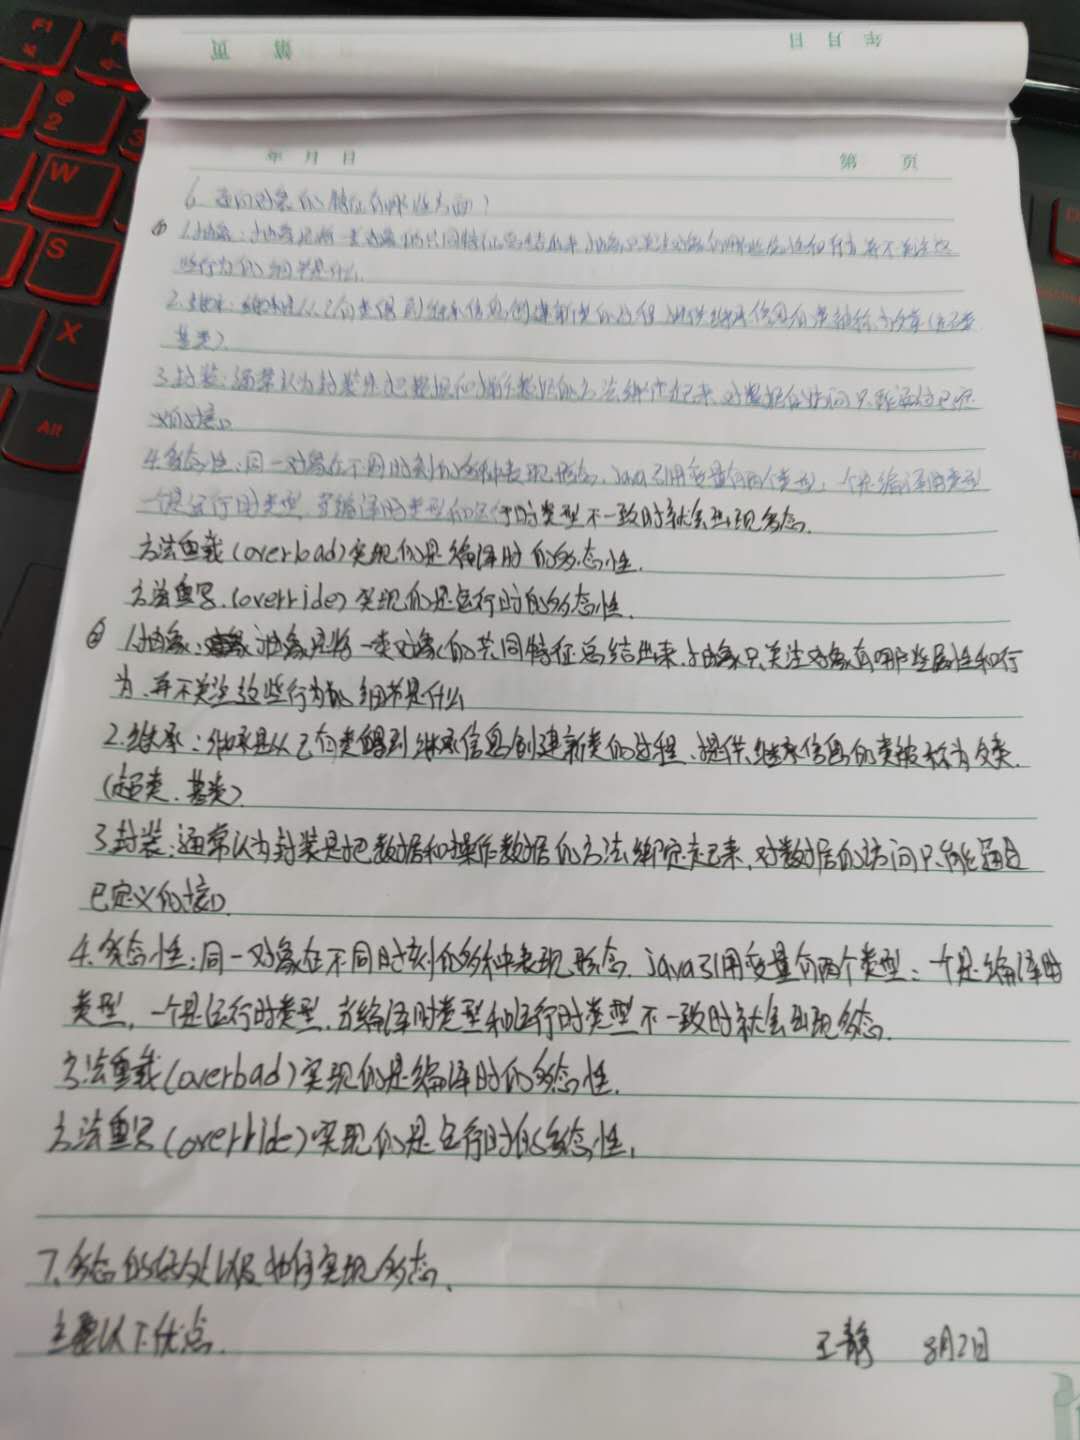 年 月 日
第 页
年 月 日 第 页
6. 面向对象的特征有哪些方面?
① 1.抽象:抽象是将一类对象的共同特征总结出来,抽象只关注对象有哪些属性和行为,并不关注这
些行为的细节是什么.
2.继承:继承是从已有类得到继承信息创建新类的过程.提供继承信息的类被称为父类(超类.
基类).
3.封装:通常认为封装是把数据和操作数据的方法绑定起来,对数据的访问只能通过已定
义的接口
4.多态性:同一对象在不同时刻的多种表现形态. java引用变量有两个类型:一个是编译时类型
一个是运行时类型.当编译时类型和运行时类型不一致时就会出现多态.
方法重载(overload)实现的是编译时的多态性.
方法重写(override)实现的是运行时的多态性.
② 1.抽象:抽象是将一类对象的共同特征总结出来.抽象只关注对象有哪些属性和行
为.并不关注这些行为的细节是什么
2.继承:继承是从已有类得到继承信息创建新类的过程.提供继承信息的类被称为父类.
(超类.基类)
3.封装:通常认为封装是把数据和操作数据的方法绑定起来,对数据的访问只能通过
已定义的接口.
4.多态性:同一对象在不同时刻的多种表现形态. java引用变量有两个类型:一个是编译时
类型,一个是运行时类型.当编译时类型和运行时类型不一致时就会出现多态.
方法重载(overload)实现的是编译时的多态性.
方法重写(override)实现的是运行时的多态性.
7.多态的好处以及如何实现多态.
主要以下优点.
王静 8月2日
F1
@
2
3
W
S
X
Alt